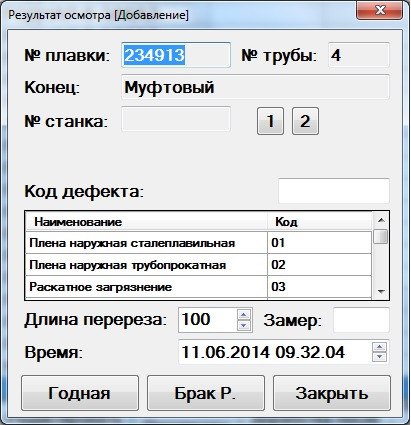 Результат осмотра [Добавление]
№ плавки: 234913 № трубы: 4
Конец: Муфтовый
№ станка: 1 2
Код дефекта:
Наименование Код
Плена наружная сталеплавильная 01
Плена наружная трубопрокатная 02
Раскатное загрязнение 03
Длина перереза: 100 Замер:
Время: 11.06.2014 09.32.04
Годная Брак Р. Закрыть